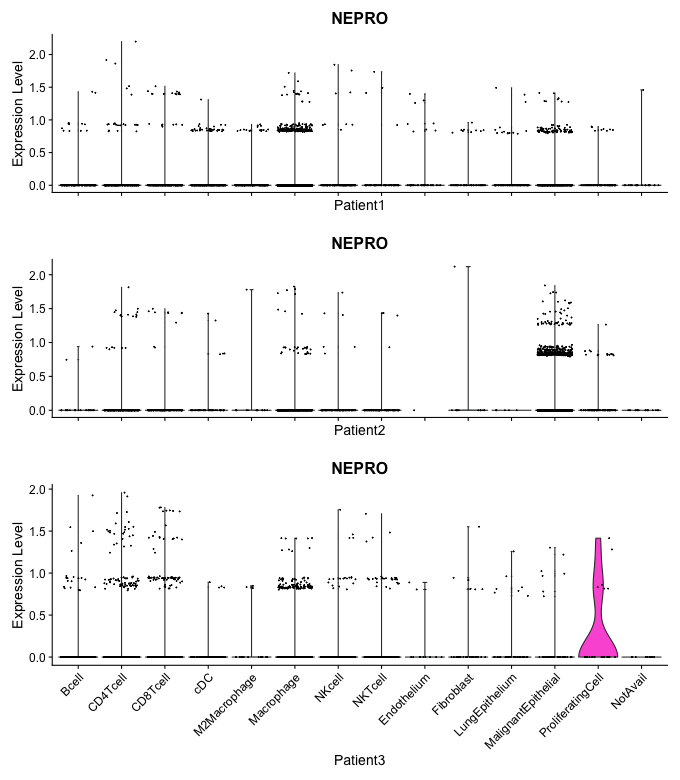 NEPRO
Expression Level
2.0
1.5
1.0
0.5
0.0
Patient1
NEPRO
Expression Level
2.0
1.5
1.0
0.5
0.0
Patient2
NEPRO
Expression Level
2.0
1.5
1.0
0.5
0.0
Bcell
CD4Tcell
CD8Tcell
cDC
M2Macrophage
Macrophage
NKcell
NKTcell
Endothelium
Fibroblast
LungEpithelium
MalignantEpithelial
ProliferatingCell
NotAvail
Patient3